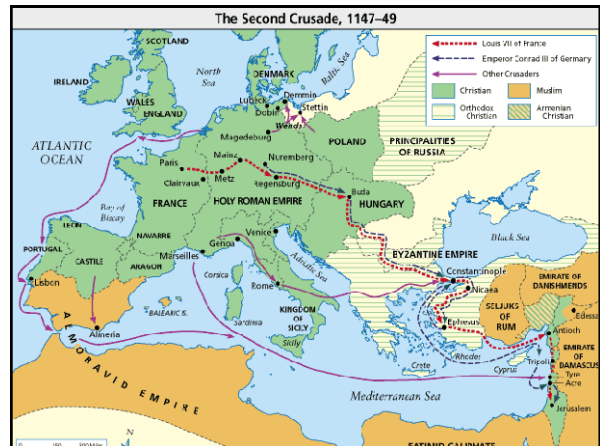 The Second Crusade, 1147–49
Louis VII of France
Emperor Conrad III of Germany
Other Crusaders
Christian
Muslim
Orthodox
Christian
Armenian
Christian
SCOTLAND
North
Sea
DENMARK
Baltic Sea
IRELAND
WALES
ENGLAND
Lubeck
Demmin
Dobin
Stettin
Wends
Magdeburg
POLAND
PRINCIPALITIES
OF RUSSIA
ATLANTIC
OCEAN
Paris
Mainz
Nuremberg
Metz
Regensburg
Clairvaux
Buda
FRANCE
HOLY ROMAN EMPIRE
HUNGARY
Bay of
Biscay
LEON
NAVARRE
Venice
Genoa
Marseilles
PORTUGAL
CASTILE
ARAGON
Adriatic Sea
BYZANTINE EMPIRE
Black Sea
Corsica
Rome
Constantinople
Nicaea
EMIRATE OF
DANISHMENDS
Lisbon
BALEARIC IS.
Sardinia
KINGDOM
OF
SICILY
Sicily
SELJUKS
OF
RUM
Edessa
Ephesus
Antioch
Almeria
ALMORAVID EMPIRE
Rhodes
Crete
Cyprus
Tripoli
EMIRATE
OF
DAMASCUS
Tyre
Acre
Mediterranean Sea
Jerusalem
N
0 150 300 Miles
FATIMID CALIPHATE